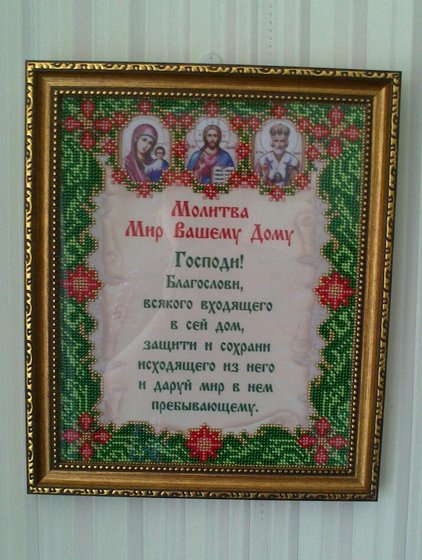 Молитва
Мир Вашему Дому
Господи!
Благослови,
всякого входящего
в сей дом,
защити и сохрани
исходящего из него
и даруй мир в нем
пребывающему.